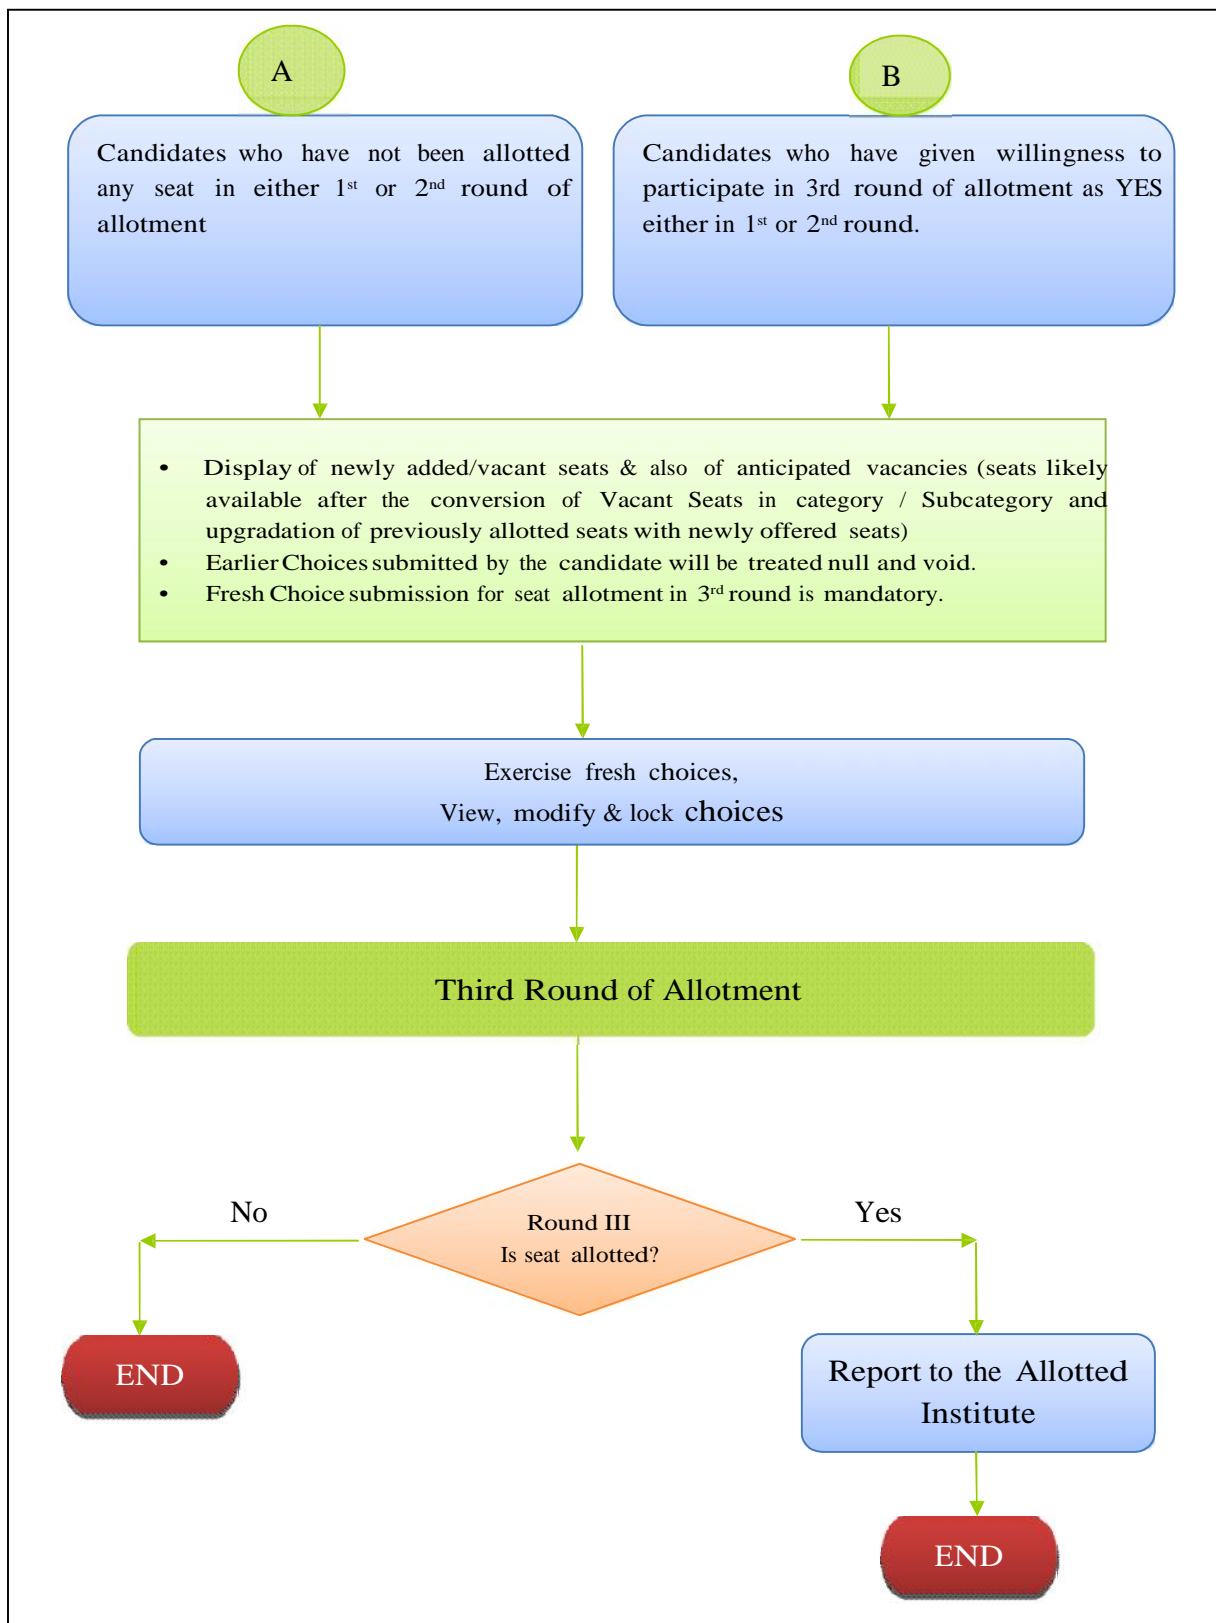 A
B
Candidates who have not been allotted
any seat in either 1st or 2nd round of
allotment
Candidates who have given willingness to
participate in 3rd round of allotment as YES
either in 1st or 2nd round.
• Display of newly added/vacant seats & also of anticipated vacancies (seats likely
available after the conversion of Vacant Seats in category / Subcategory and
upgradation of previously allotted seats with newly offered seats)
• Earlier Choices submitted by the candidate will be treated null and void.
• Fresh Choice submission for seat allotment in 3rd round is mandatory.
Exercise fresh choices,
View, modify & lock choices
Third Round of Allotment
No
Yes
Round III
Is seat allotted?
END
Report to the Allotted
Institute
END